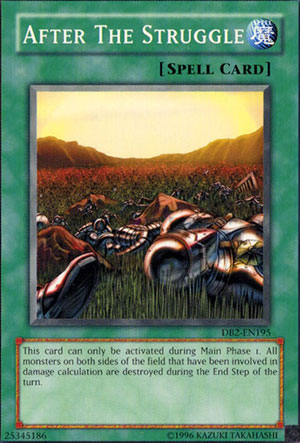 AFTER THE STRUGGLE
魔
[SPELL CARD]
DB2-EN195
This card can only be activated during Main Phase 1. All
monsters on both sides of the field that have been involved in
damage calculation are destroyed during the End Step of the
turn.
25345186
©1996 KAZUKI TAKAHASHI